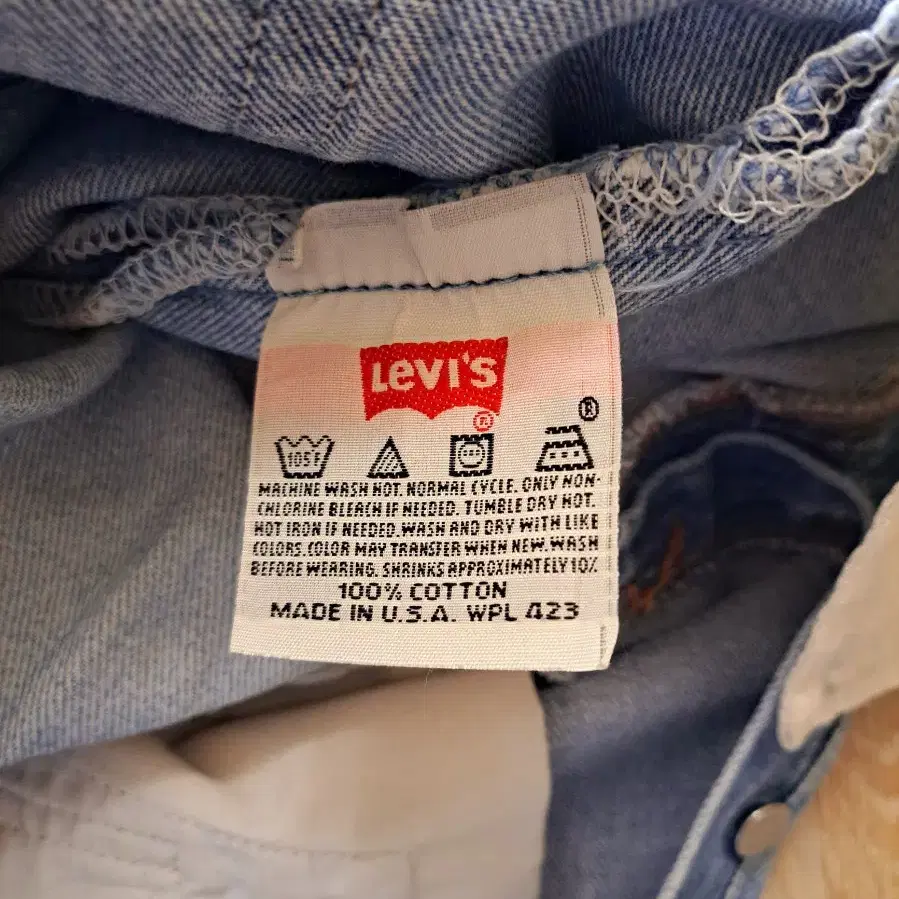 LEVI'S
®
105°F
MACHINE WASH HOT. NORMAL CYCLE. ONLY NON-
CHLORINE BLEACH IF NEEDED. TUMBLE DRY HOT.
HOT IRON IF NEEDED. WASH AND DRY WITH LIKE
COLORS. COLOR MAY TRANSFER WHEN NEW. WASH
BEFORE WEARING. SHRINKS APPROXIMATELY 10%
100% COTTON
MADE IN U.S.A. WPL 423